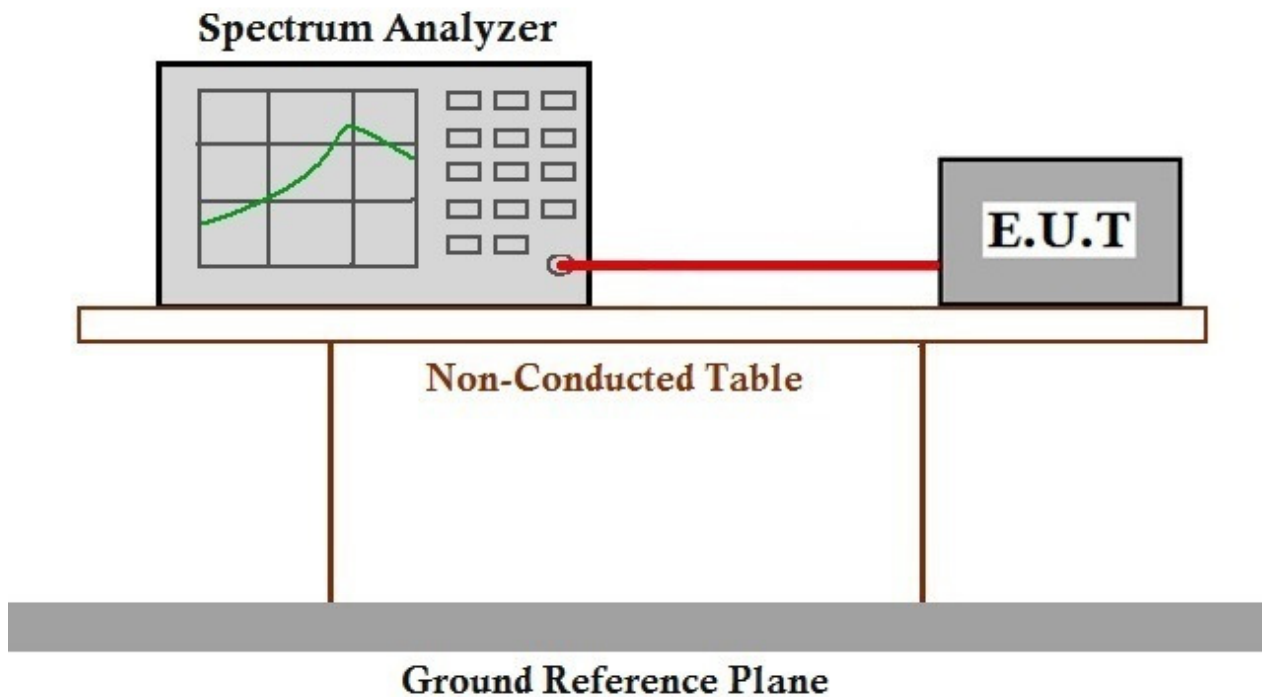 Spectrum Analyzer
E.U.T
Non-Conducted Table
Ground Reference Plane